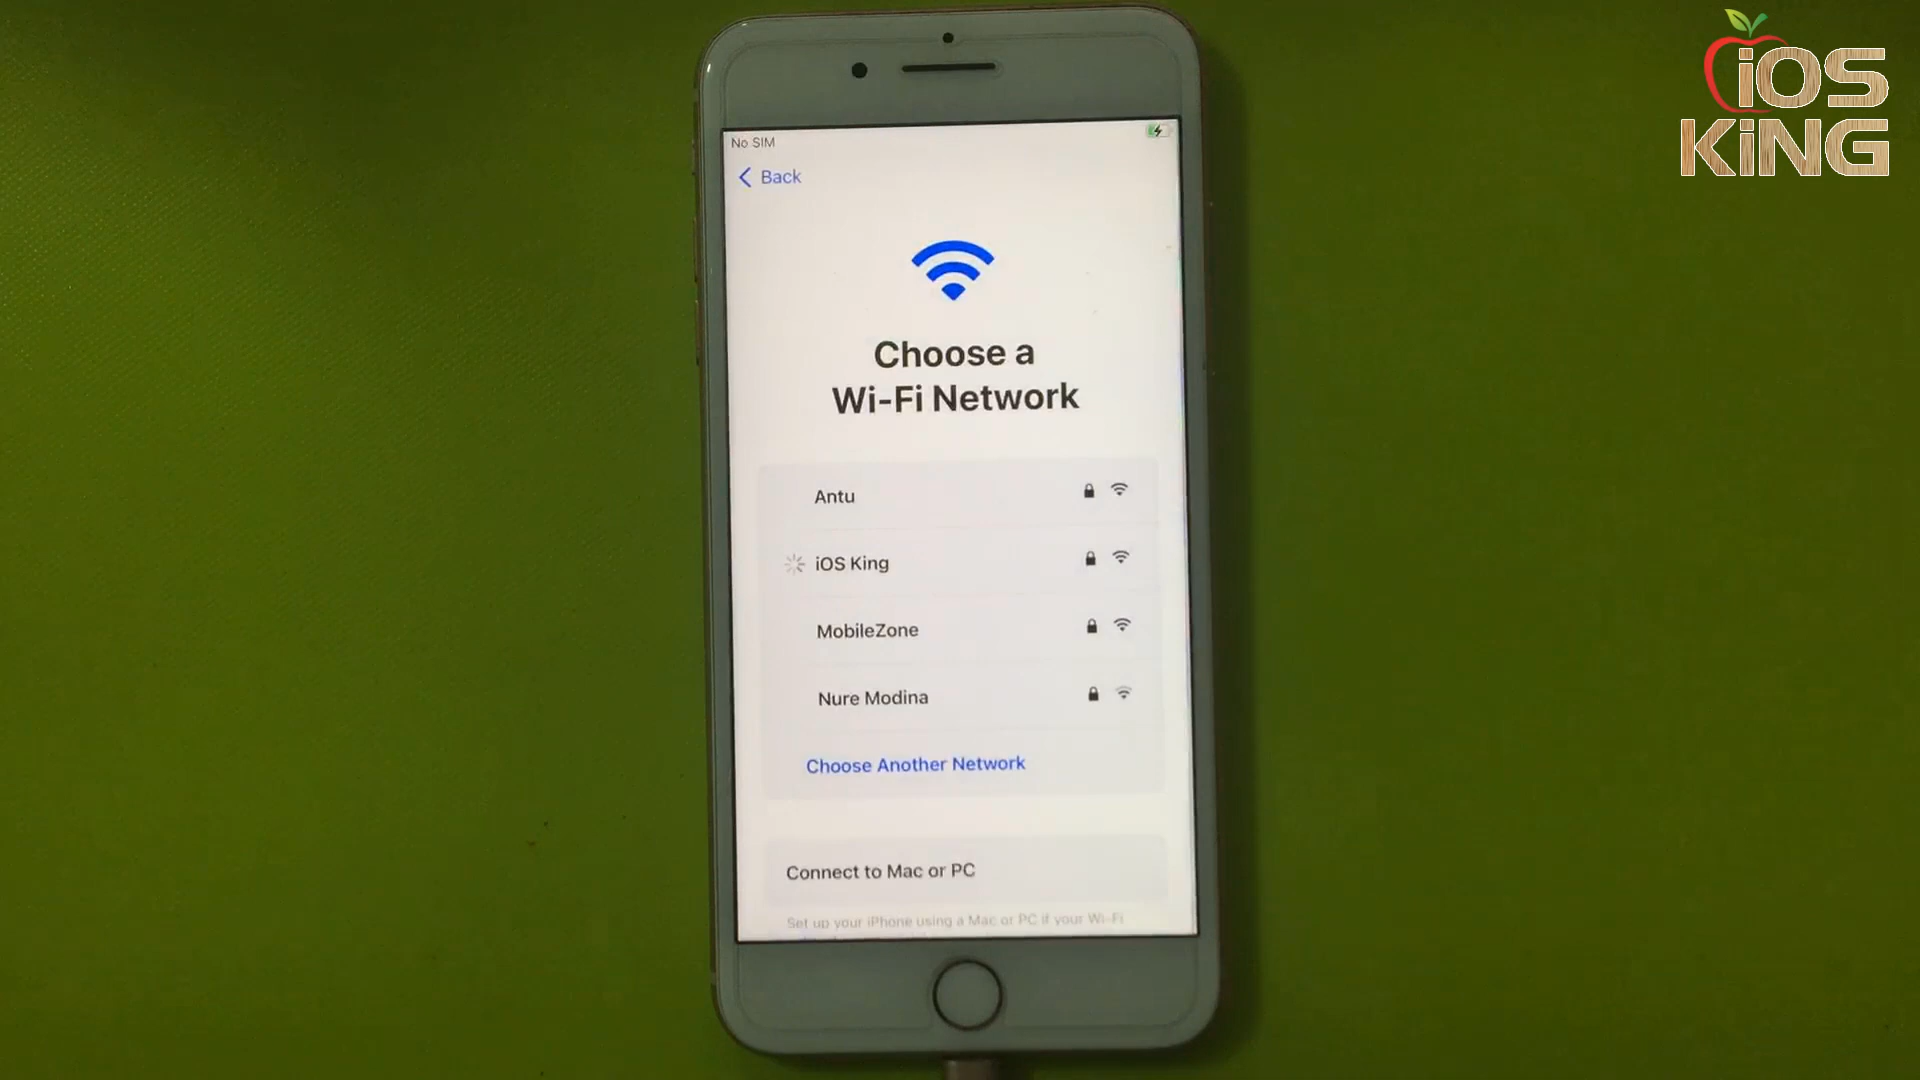 iOS
KiNG
No SIM
Back
Choose a
Wi-Fi Network
Antu
iOS King
MobileZone
Nure Modina
Choose Another Network
Connect to Mac or PC
Set up your iPhone using a Mac or PC if your Wi-Fi